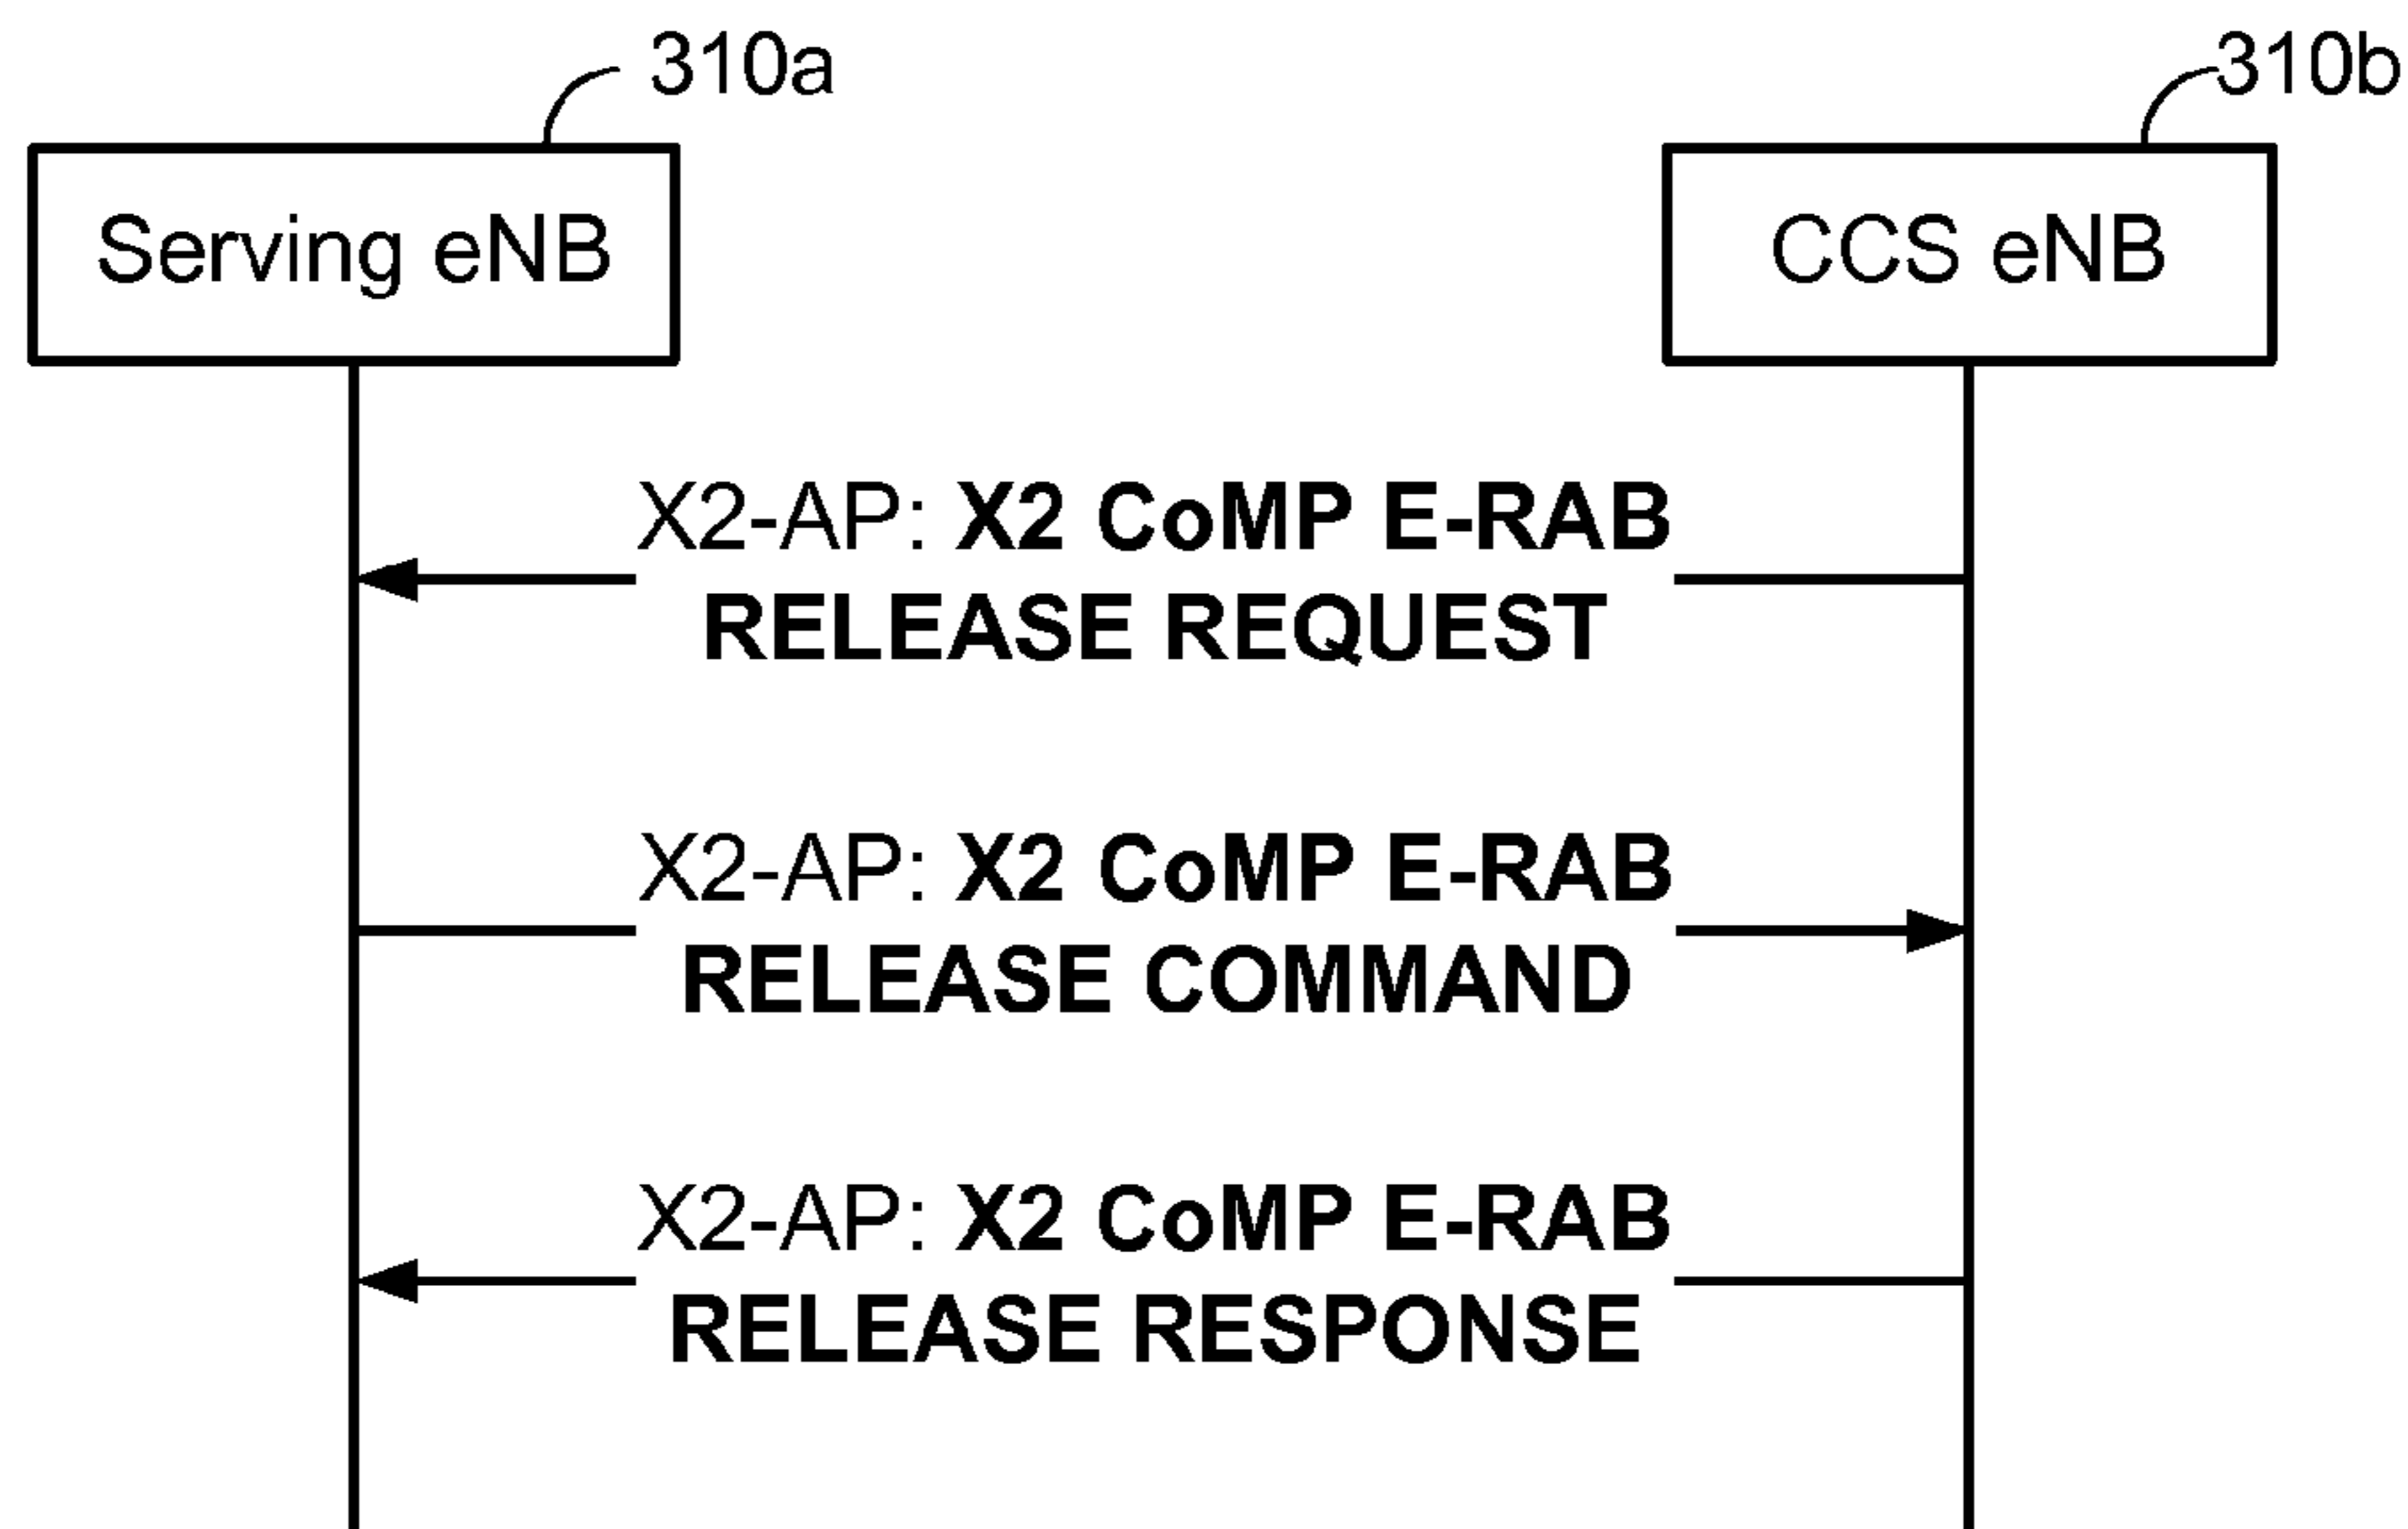 310a
310b
Serving eNB
CCS eNB
X2-AP: X2 CoMP E-RAB
RELEASE REQUEST
X2-AP: X2 CoMP E-RAB
RELEASE COMMAND
X2-AP: X2 CoMP E-RAB
RELEASE RESPONSE